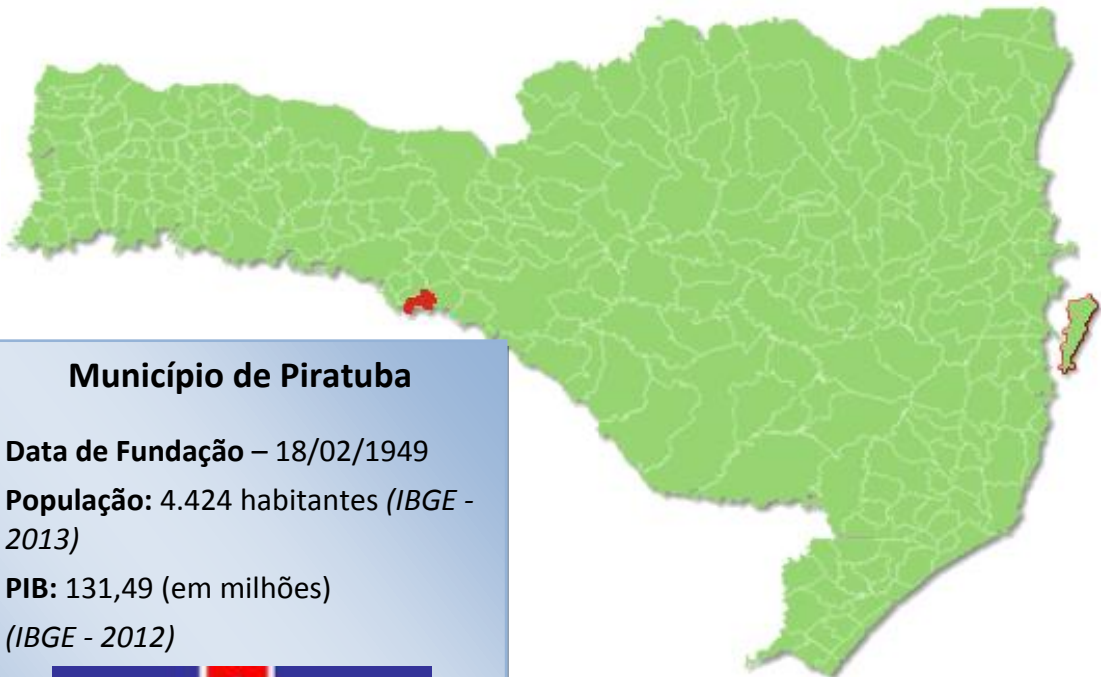 Município de Piratuba
Data de Fundação – 18/02/1949
População: 4.424 habitantes (IBGE -
2013)
PIB: 131,49 (em milhões)
(IBGE - 2012)